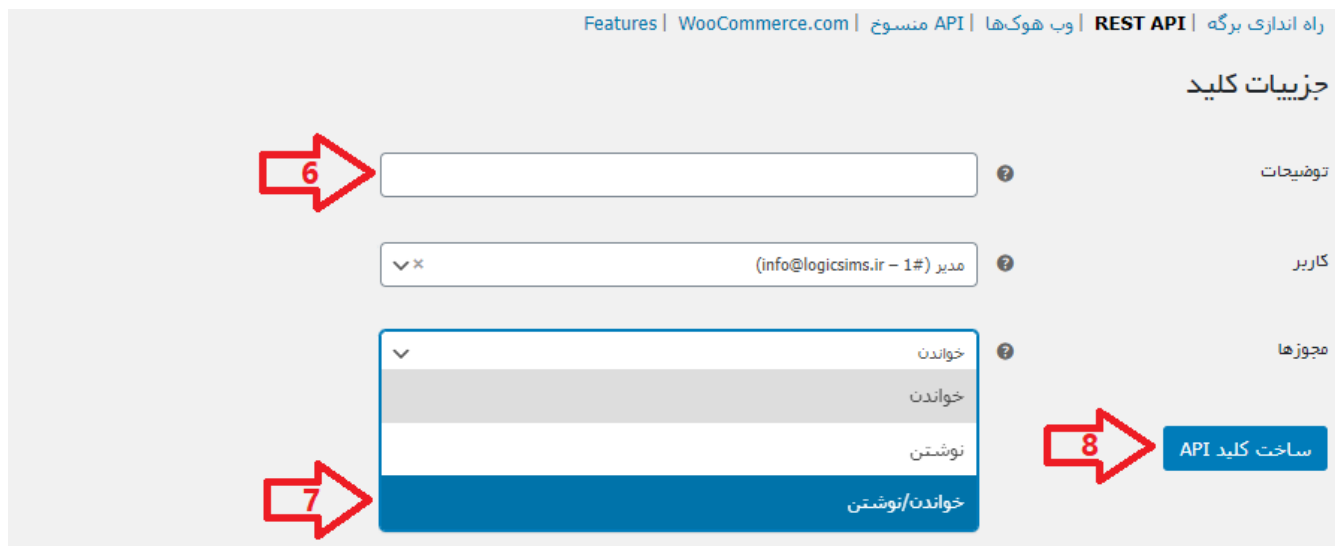 راه اندازی برگه | REST API | وب هوک‌ها | API منسوخ | WooCommerce.com | Features
جزییات کلید
توضیحات
6
کاربر
مدیر (#1 – info@logicsims.ir)
مجوزها
خواندن
خواندن
نوشتن
خواندن/نوشتن
7
ساخت کلید API
8